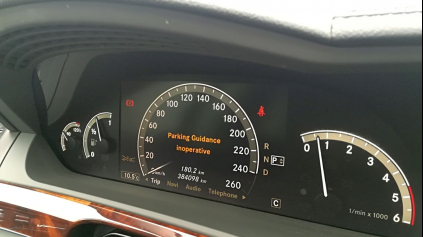 120 140
100 160
80 180
60 200
40 220
20 240
260
Parking Guidance
inoperative
180.2 km
384098 km
Trip Navi Audio Telephone
10.5°C
R
N P
D
C
0 1 2 3 4 5 6
1/min x 1000